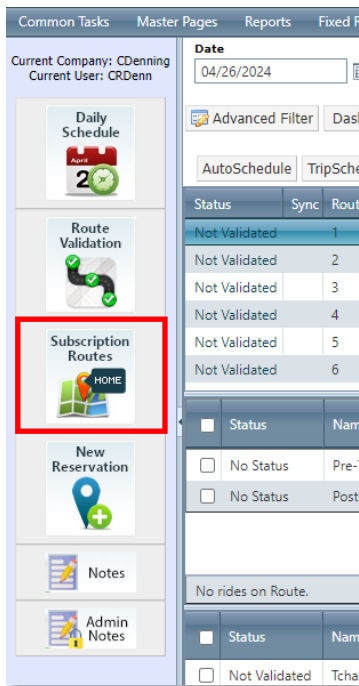 Common Tasks Master Pages Reports Fixed R
Current Company: CDenning
Current User: CRDenn
Daily
Schedule
April
2
Route
Validation
Subscription
Routes
HOME
New
Reservation
Notes
Admin
Notes
Date
04/26/2024
Advanced Filter Das
AutoSchedule TripSche
Status Sync Rout
Not Validated 1
Not Validated 2
Not Validated 3
Not Validated 4
Not Validated 5
Not Validated 6
Status Nam
No Status Pre-T
No Status Post
No rides on Route.
Status Nam
Not Validated Tcha